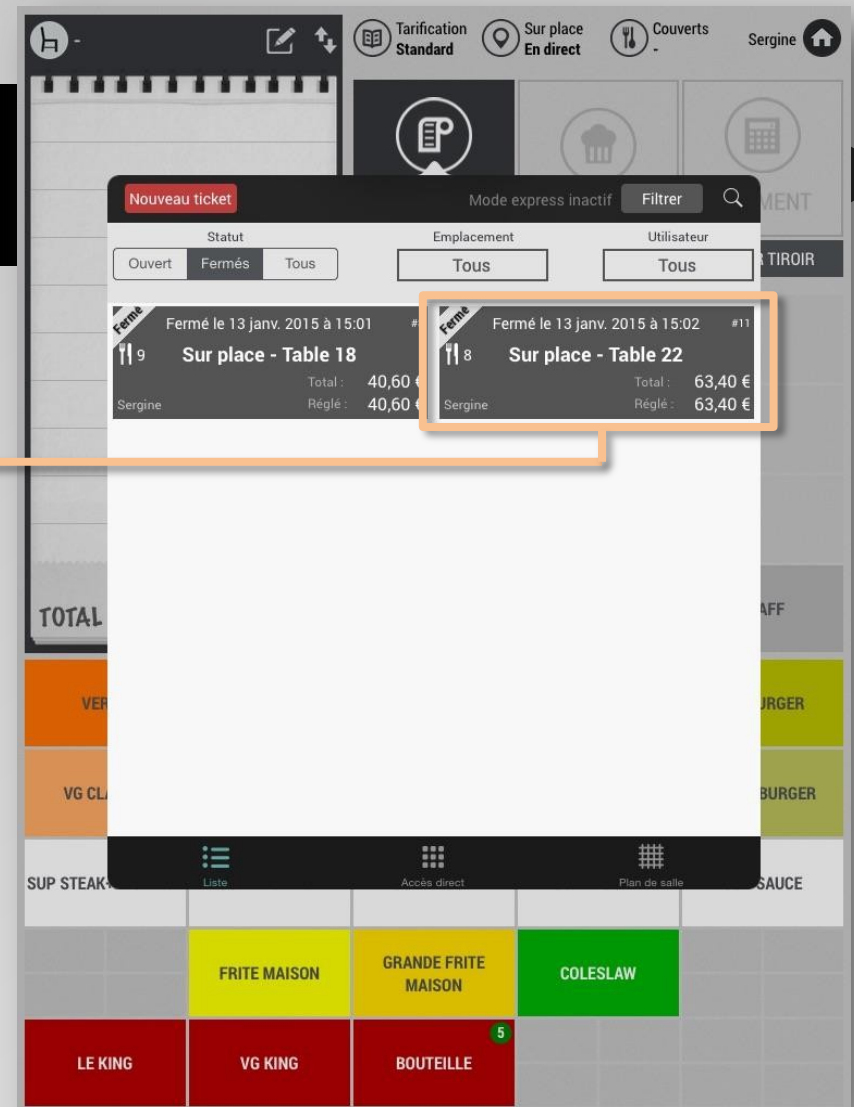 -
Tarification
Standard
Sur place
En direct
Couverts
-
Sergine
MENT
TIROIR
Nouveau ticket
Mode express inactif
Filtrer
Statut
Ouvert
Fermés
Tous
Emplacement
Tous
Utilisateur
Tous
Fermé
Fermé le 13 janv. 2015 à 15:01
9
Sur place - Table 18
Total : 40,60 €
Sergine
Réglé : 40,60 €
Fermé
Fermé le 13 janv. 2015 à 15:02
#11
8
Sur place - Table 22
Total : 63,40 €
Sergine
Réglé : 63,40 €
TOTAL
AFF
VER
URGER
VG CLA
BURGER
Liste
Accès direct
Plan de salle
SUP STEAK+
SAUCE
FRITE MAISON
GRANDE FRITE
MAISON
COLESLAW
LE KING
VG KING
BOUTEILLE
5